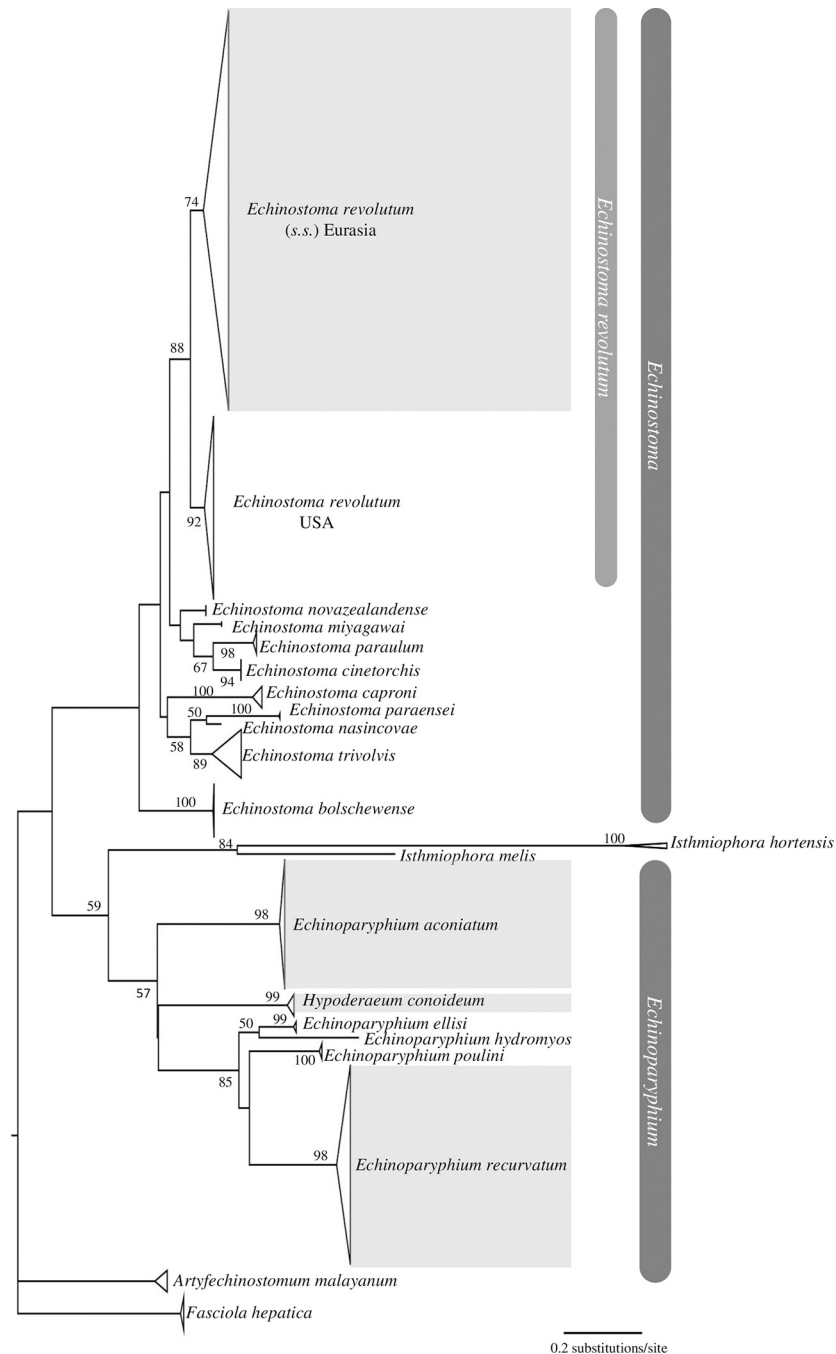 74
Echinostoma revolutum
(s.s.) Eurasia
Echinostoma revolutum
Echinostoma
88
Echinostoma revolutum
USA
92
Echinostoma novazealandense
Echinostoma miyagawai
98
Echinostoma paraulum
67
Echinostoma cinetorchis
94
100
Echinostoma caproni
50
100
Echinostoma paraensei
Echinostoma nasincovae
58
89
Echinostoma trivolvis
100
Echinostoma bolschewense
84
100
Isthmiophora hortensis
Isthmiophora melis
59
98
Echinoparyphium aconiatum
57
99
Hypoderaeum conoideum
50
99
Echinoparyphium ellisi
Echinoparyphium hydromyos
100
Echinoparyphium poulini
85
Echinoparyphium
98
Echinoparyphium recurvatum
Artyfechinostomum malayanum
Fasciola hepatica
0.2 substitutions/site